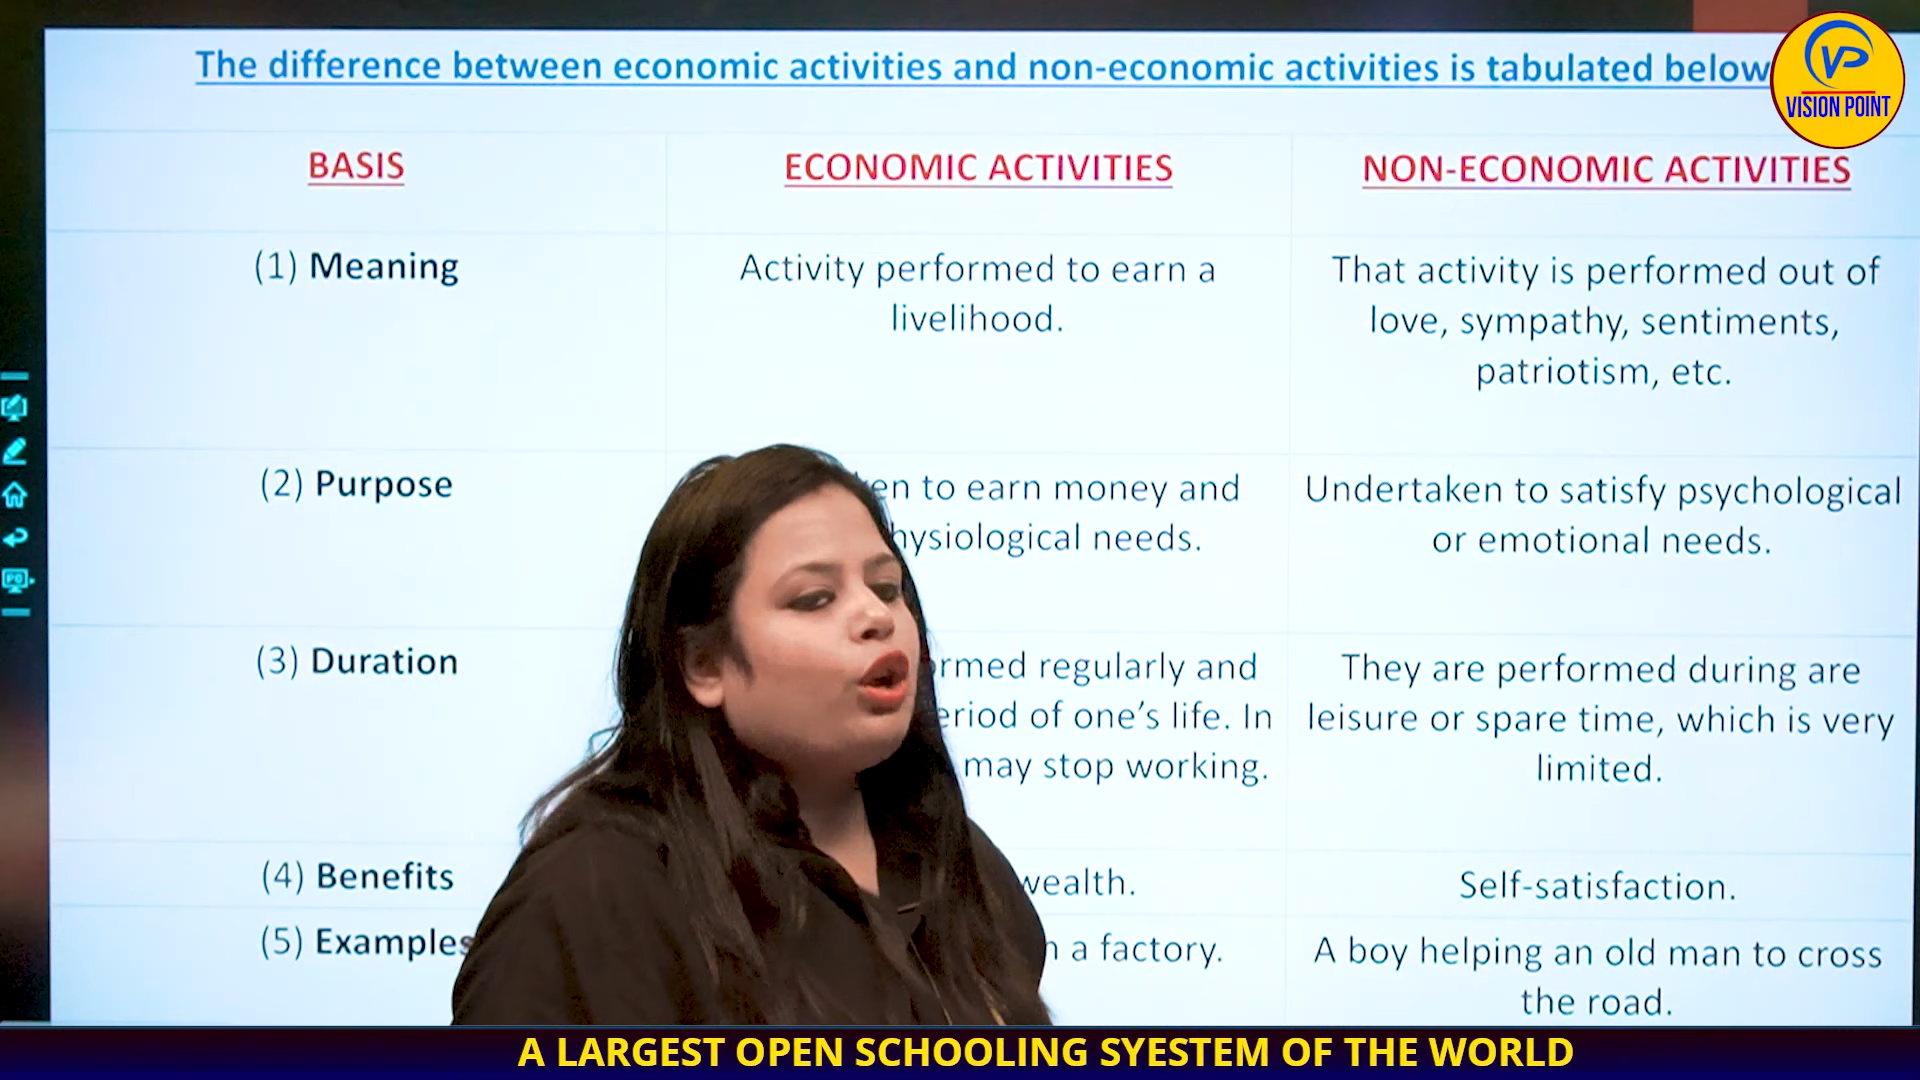 The difference between economic activities and non-economic activities is tabulated below
VISION POINT
BASIS
ECONOMIC ACTIVITIES
NON-ECONOMIC ACTIVITIES
(1) Meaning
Activity performed to earn a
livelihood.
That activity is performed out of
love, sympathy, sentiments,
patriotism, etc.
(2) Purpose
to earn money and
needs.
Undertaken to satisfy psychological
or emotional needs.
(3) Duration
regularly and
of one's life. In
may stop working.
They are performed during are
leisure or spare time, which is very
limited.
(4) Benefits
wealth.
Self-satisfaction.
(5) Examples
a factory.
A boy helping an old man to cross
the road.
A LARGEST OPEN SCHOOLING SYESTEM OF THE WORLD